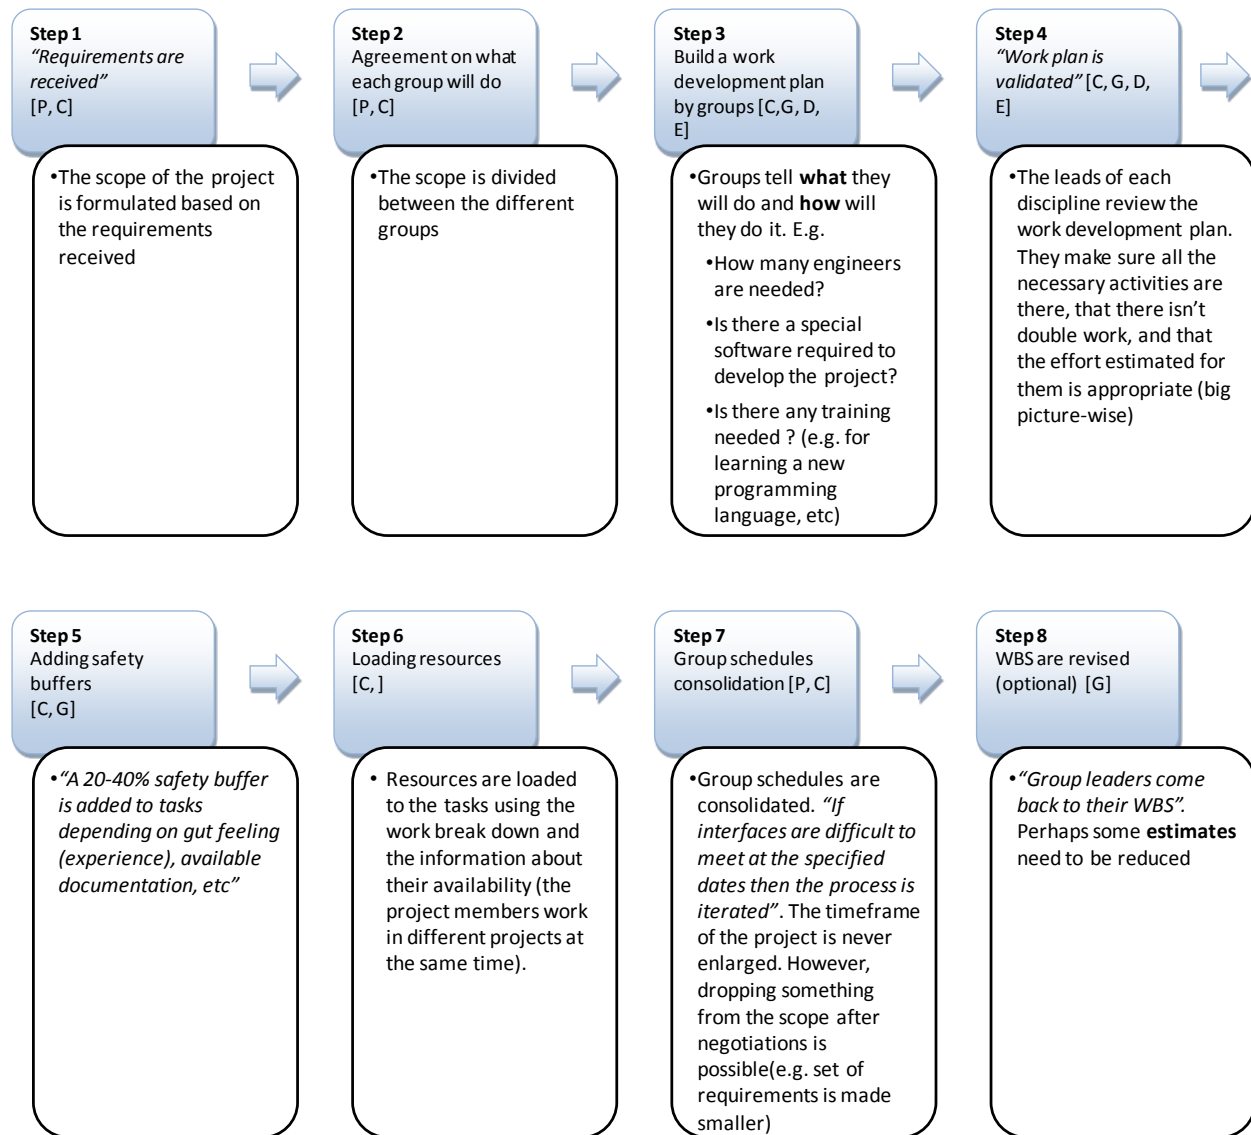 Step 1
“Requirements are
received”
[P, C]
•The scope of the project
is formulated based on
the requirements
received
Step 2
Agreement on what
each group will do
[P, C]
•The scope is divided
between the different
groups
Step 3
Build a work
development plan
by groups [C,G, D,
E]
•Groups tell what they
will do and how will
they do it. E.g.
•How many engineers
are needed?
•Is there a special
software required to
develop the project?
•Is there any training
needed ? (e.g. for
learning a new
programming
language, etc)
Step 4
“Work plan is
validated” [C, G, D,
E]
•The leads of each
discipline review the
work development plan.
They make sure all the
necessary activities are
there, that there isn’t
double work, and that
the effort estimated for
them is appropriate (big
picture-wise)
Step 5
Adding safety
buffers
[C, G]
•“A 20-40% safety buffer
is added to tasks
depending on gut feeling
(experience), available
documentation, etc”
Step 6
Loading resources
[C, ]
• Resources are loaded
to the tasks using the
work break down and
the information about
their availability (the
project members work
in different projects at
the same time).
Step 7
Group schedules
consolidation [P, C]
•Group schedules are
consolidated. “If
interfaces are difficult to
meet at the specified
dates then the process is
iterated”. The timeframe
of the project is never
enlarged. However,
dropping something
from the scope after
negotiations is
possible(e.g. set of
requirements is made
smaller)
Step 8
WBS are revised
(optional) [G]
•“Group leaders come
back to their WBS”.
Perhaps some estimates
need to be reduced